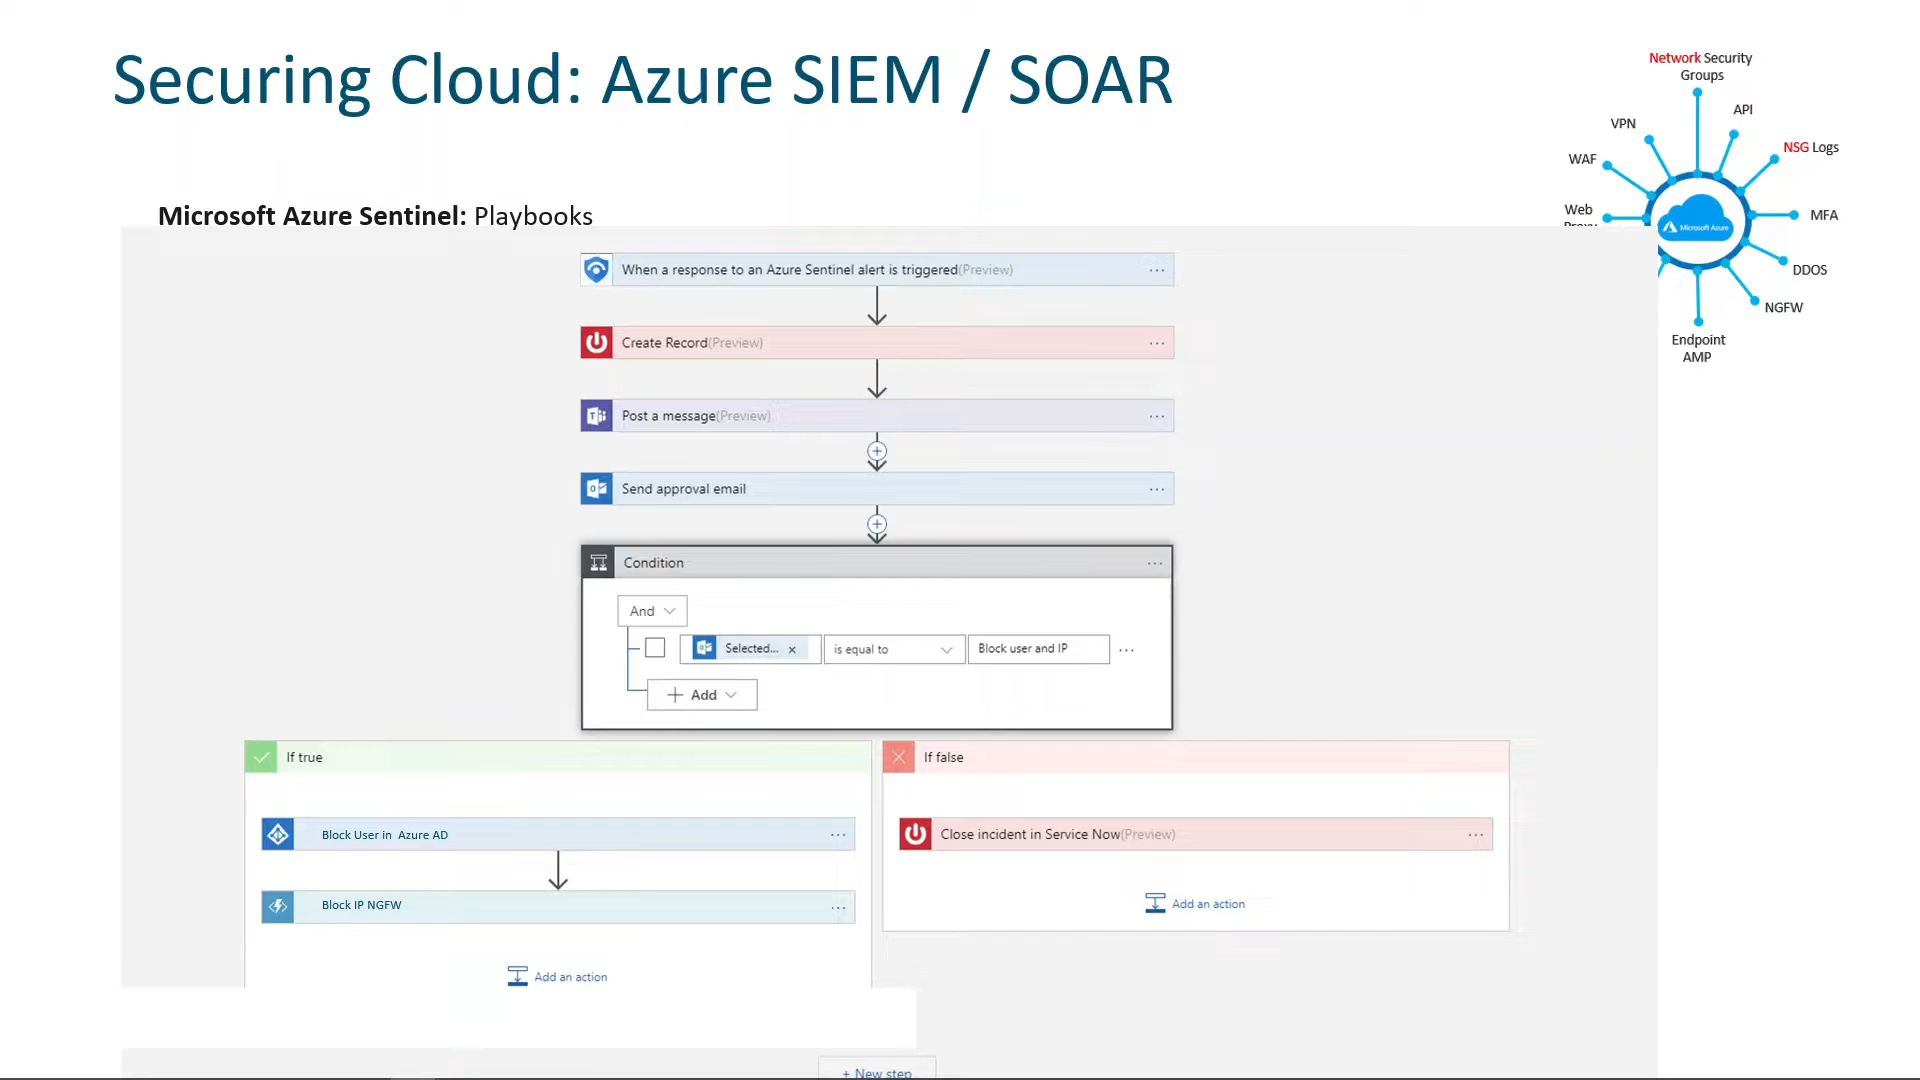 Securing Cloud: Azure SIEM / SOAR
Network Security
Groups
API
VPN
NSG Logs
WAF
Web
MFA
Microsoft Azure
DDOS
NGFW
Endpoint
AMP
Microsoft Azure Sentinel: Playbooks
When a response to an Azure Sentinel alert is triggered(Preview)
Create Record(Preview)
Post a message(Preview)
Send approval email
Condition
And
Selected... × is equal to Block user and IP
+ Add
If true
If false
Block User in Azure AD
Close incident in Service Now(Preview)
Block IP NGFW
Add an action
Add an action
+ New step